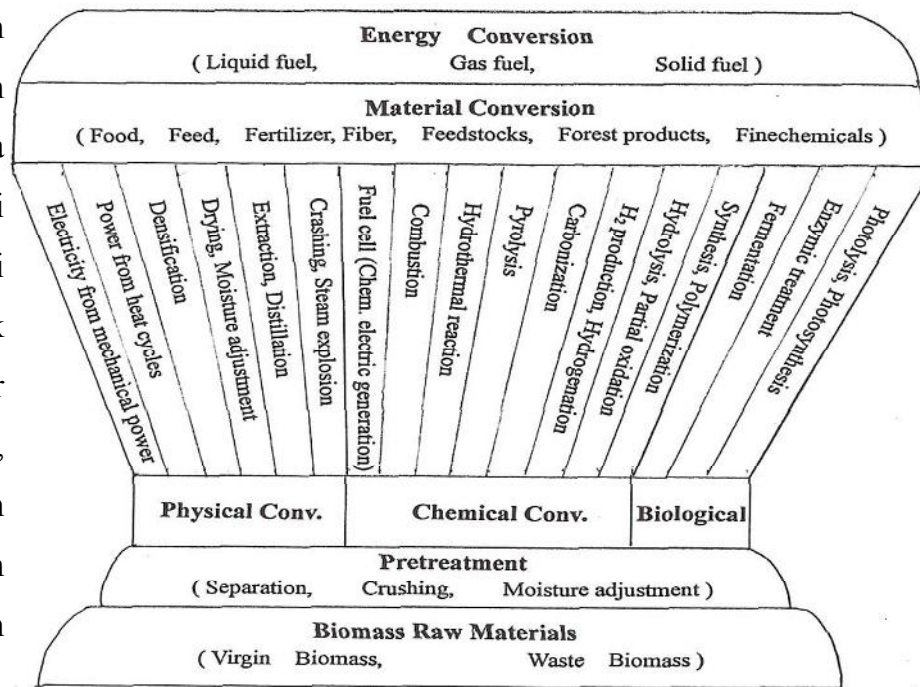 Energy Conversion
( Liquid fuel, Gas fuel, Solid fuel )
Material Conversion
( Food, Feed, Fertilizer, Fiber, Feedstocks, Forest products, Finechemicals )
Electricity from mechanical power
Power from heat cycles
Densification
Drying, Moisture adjustment
Extraction, Distillation
Crashing, Steam explosion
Fuel cell (Chem. electric generation)
Combustion
Hydrothermal reaction
Pyrolysis
Carbonization
H₂ production, Hydrogenation
Hydrolysis, Partial oxidation
Synthesis, Polymerization
Fermentation
Enzymic treatment
Photolysis, Photosynthesis
Physical Conv. Chemical Conv. Biological
Pretreatment
( Separation, Crushing, Moisture adjustment )
Biomass Raw Materials
( Virgin Biomass, Waste Biomass )